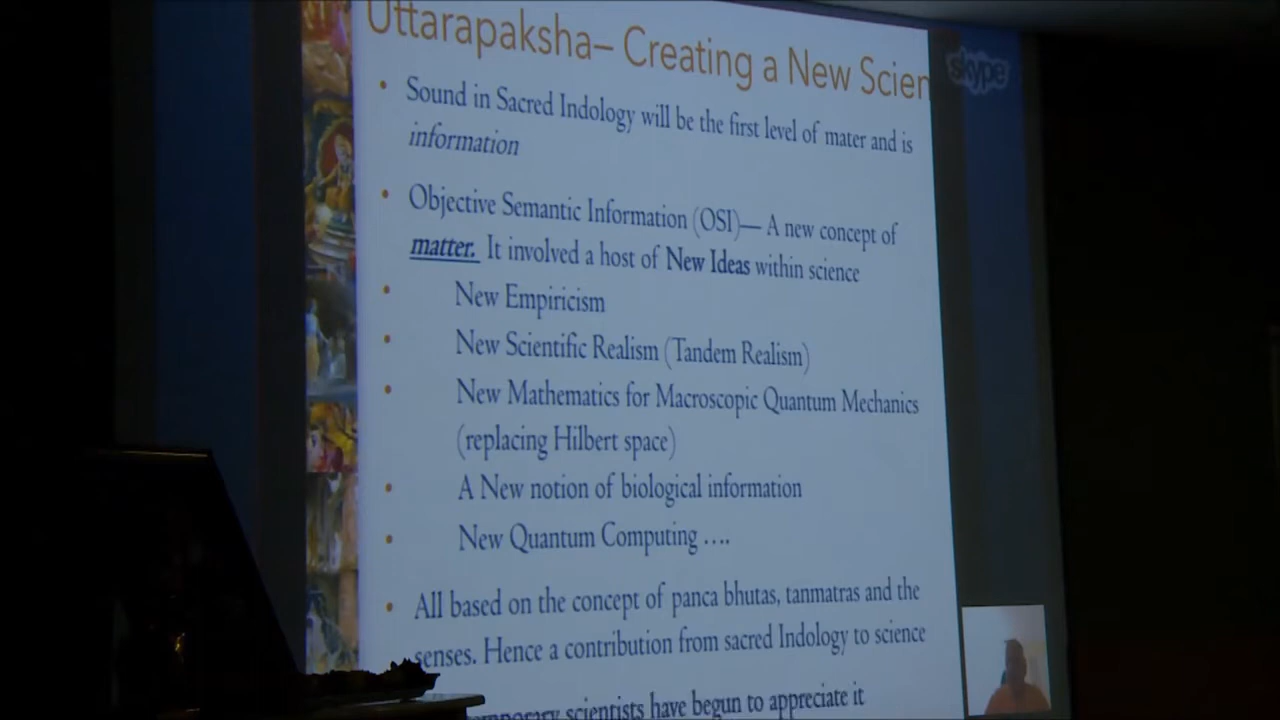 Uttarapaksha– Creating a New Scien
skype
• Sound in Sacred Indology will be the first level of mater and is
information
• Objective Semantic Information (OSI)— A new concept of
matter. It involved a host of New Ideas within science
• New Empiricism
• New Scientific Realism (Tandem Realism)
• New Mathematics for Macroscopic Quantum Mechanics
(replacing Hilbert space)
• A New notion of biological information
• New Quantum Computing ….
• All based on the concept of panca bhutas, tanmatras and the
senses. Hence a contribution from sacred Indology to science
scientists have begun to appreciate it